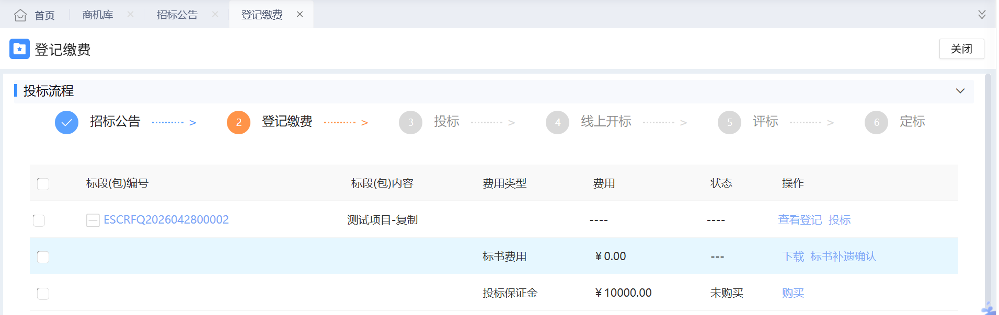 首页 商机库 招标公告 登记缴费
登记缴费 关闭
投标流程
招标公告 > 2 登记缴费 > 3 投标 > 4 线上开标 > 5 评标 > 6 定标
标段(包)编号 标段(包)内容 费用类型 费用 状态 操作
ESCRFQ2026042800002 测试项目-复制 ---- ---- 查看登记 投标
标书费用 ¥0.00 --- 下载 标书补遗确认
投标保证金 ¥10000.00 未购买 购买